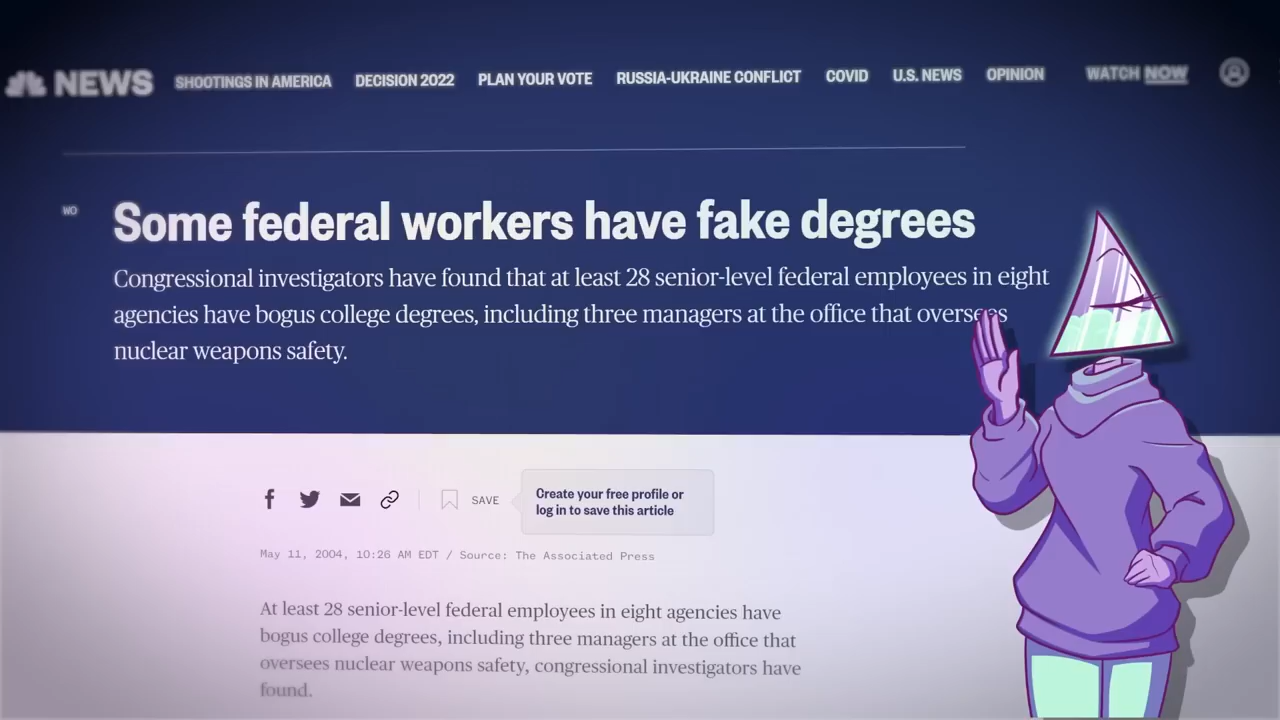 NEWS SHOOTINGS IN AMERICA DECISION 2022 PLAN YOUR VOTE RUSSIA-UKRAINE CONFLICT COVID U.S. NEWS OPINION WATCH NOW
WO
Some federal workers have fake degrees
Congressional investigators have found that at least 28 senior-level federal employees in eight
agencies have bogus college degrees, including three managers at the office that oversees
nuclear weapons safety.
SAVE
Create your free profile or
log in to save this article
May 11, 2004, 10:26 AM EDT / Source: The Associated Press
At least 28 senior-level federal employees in eight agencies have
bogus college degrees, including three managers at the office that
oversees nuclear weapons safety, congressional investigators have
found.